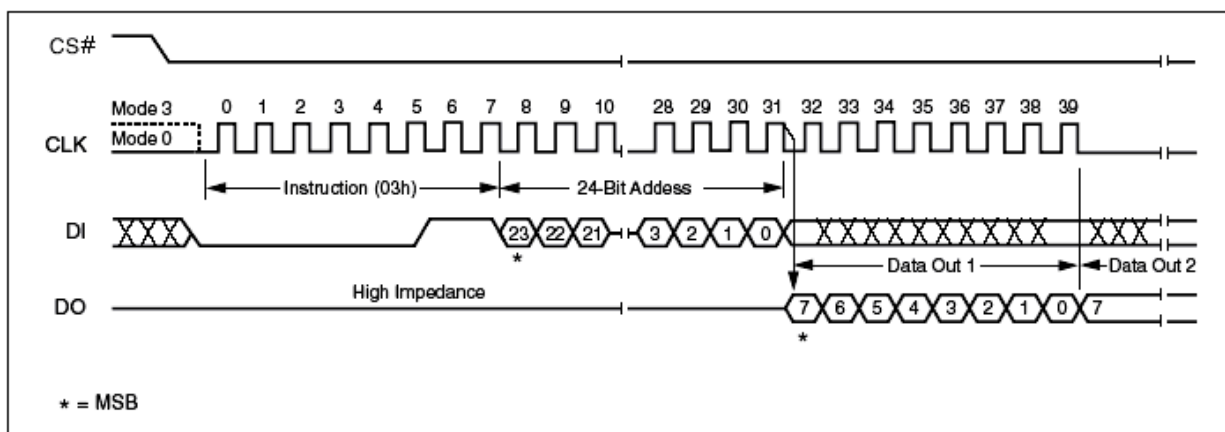 CS#
Mode 3
0 1 2 3 4 5 6 7 8 9 10 28 29 30 31 32 33 34 35 36 37 38 39
CLK
Mode 0
Instruction (03h)
24-Bit Addess
DI
23 22 21 3 2 1 0
*
Data Out 1
Data Out 2
High Impedance
DO
7 6 5 4 3 2 1 0 7
*
* = MSB